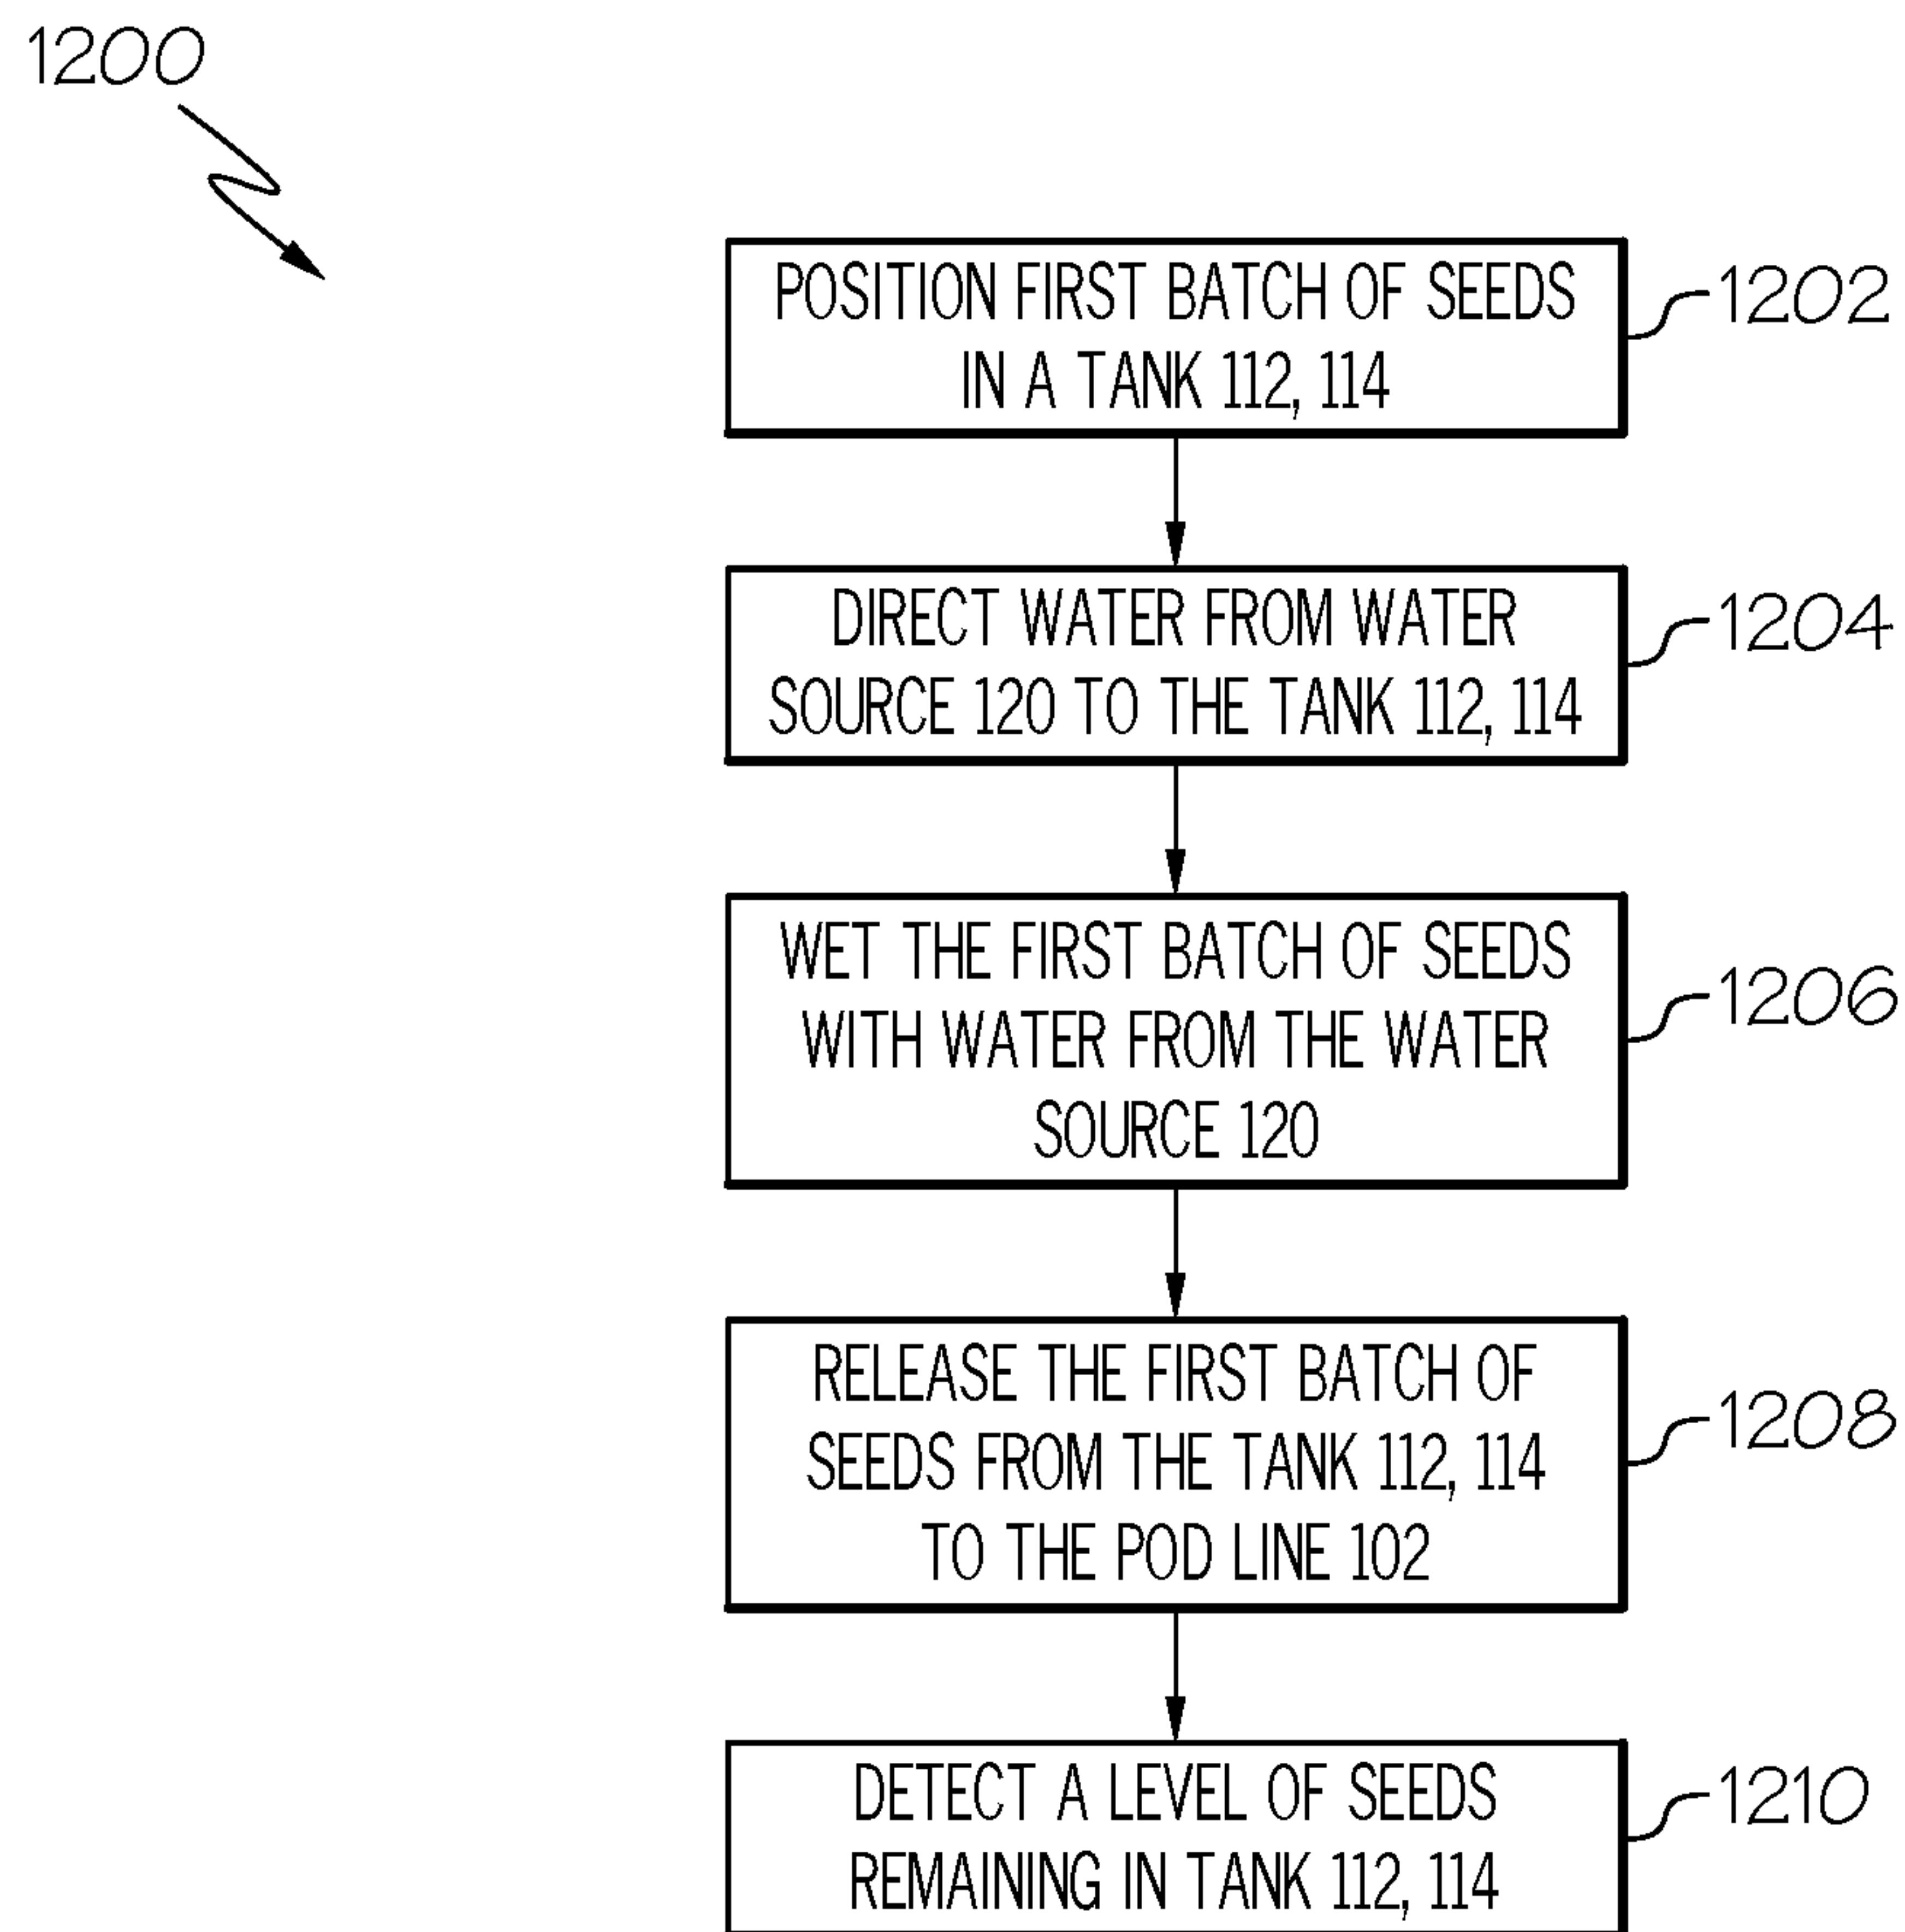 1200
POSITION FIRST BATCH OF SEEDS
IN A TANK 112, 114
1202
DIRECT WATER FROM WATER
SOURCE 120 TO THE TANK 112, 114
1204
WET THE FIRST BATCH OF SEEDS
WITH WATER FROM THE WATER
SOURCE 120
1206
RELEASE THE FIRST BATCH OF
SEEDS FROM THE TANK 112, 114
TO THE POD LINE 102
1208
DETECT A LEVEL OF SEEDS
REMAINING IN TANK 112, 114
1210